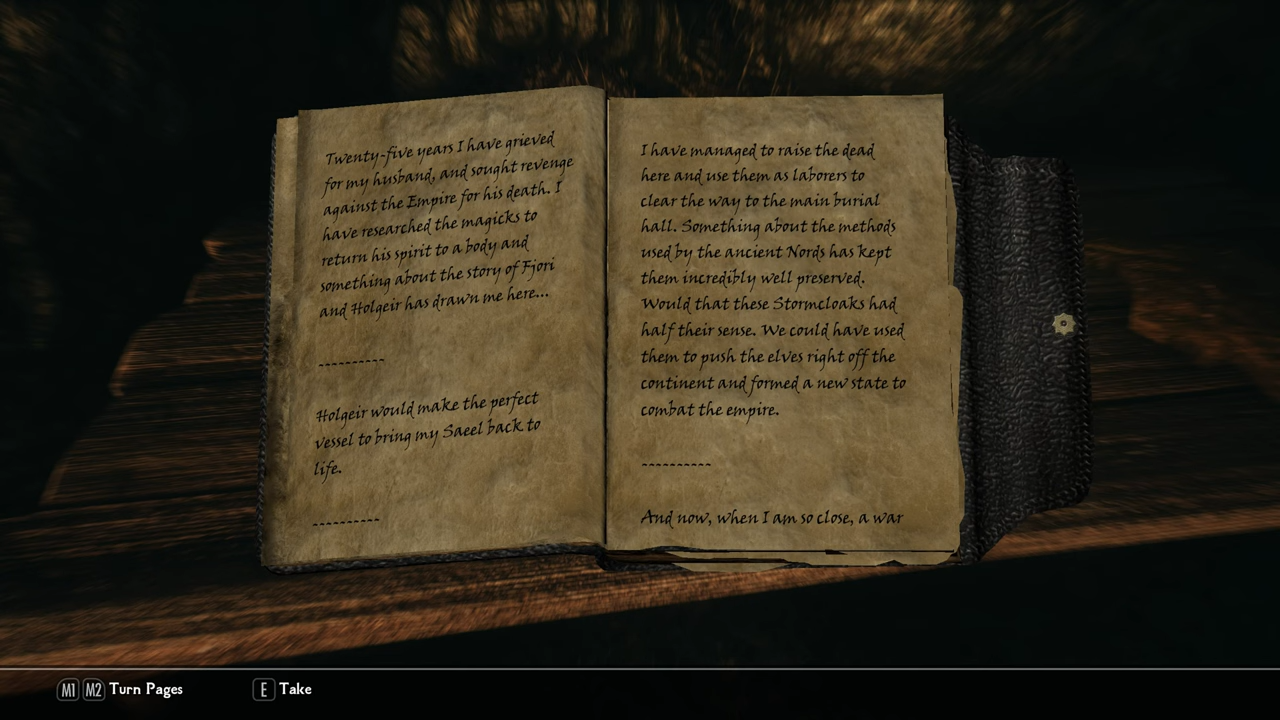 Twenty-five years I have grieved
for my husband, and sought revenge
against the Empire for his death. I
have researched the magicks to
return his spirit to a body and
something about the story of Fjori
and Holgeir has drawn me here...
----------
Holgeir would make the perfect
vessel to bring my Saeel back to
life.
----------
I have managed to raise the dead
here and use them as laborers to
clear the way to the main burial
hall. Something about the methods
used by the ancient Nords has kept
them incredibly well preserved.
Would that these Stormcloaks had
half their sense. We could have used
them to push the elves right off the
continent and formed a new state to
combat the empire.
----------
And now, when I am so close, a war
M1 M2 Turn Pages
E Take